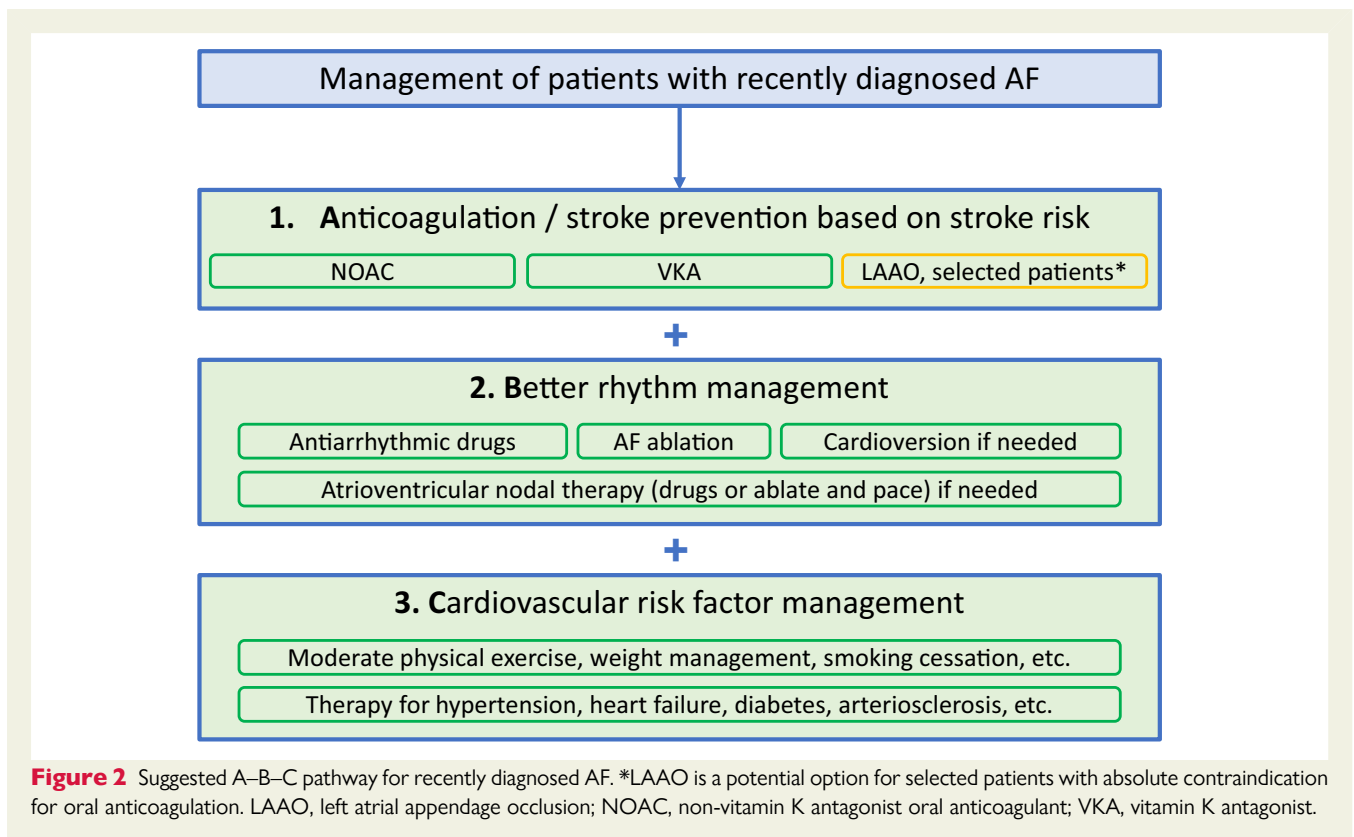 Management of patients with recently diagnosed AF
1. Anticoagulation / stroke prevention based on stroke risk
NOAC
VKA
LAAO, selected patients*
+
2. Better rhythm management
Antiarrhythmic drugs
AF ablation
Cardioversion if needed
Atrioventricular nodal therapy (drugs or ablate and pace) if needed
+
3. Cardiovascular risk factor management
Moderate physical exercise, weight management, smoking cessation, etc.
Therapy for hypertension, heart failure, diabetes, arteriosclerosis, etc.
Figure 2 Suggested A–B–C pathway for recently diagnosed AF. *LAAO is a potential option for selected patients with absolute contraindication
for oral anticoagulation. LAAO, left atrial appendage occlusion; NOAC, non-vitamin K antagonist oral anticoagulant; VKA, vitamin K antagonist.